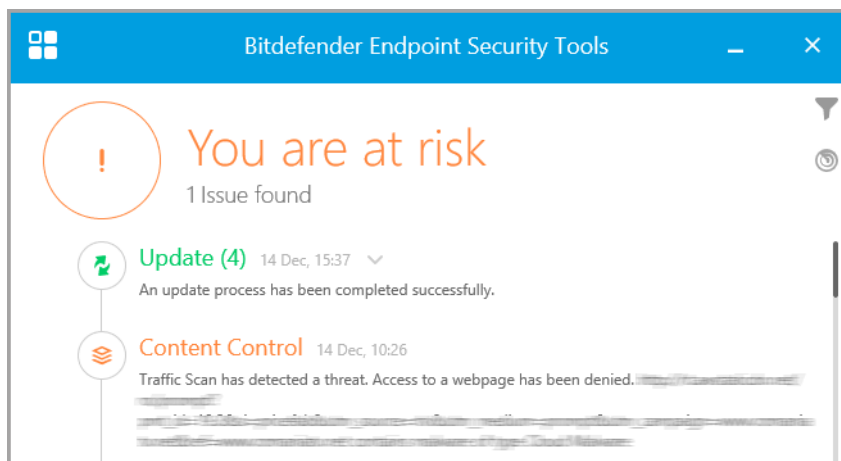 Bitdefender Endpoint Security Tools
!
You are at risk
1 Issue found
Update (4) 14 Dec, 15:37
An update process has been completed successfully.
Content Control 14 Dec, 10:26
Traffic Scan has detected a threat. Access to a webpage has been denied.